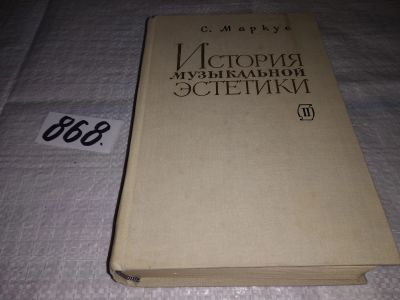 С. Маркус
История
музыкальной
эстетики
II
868.